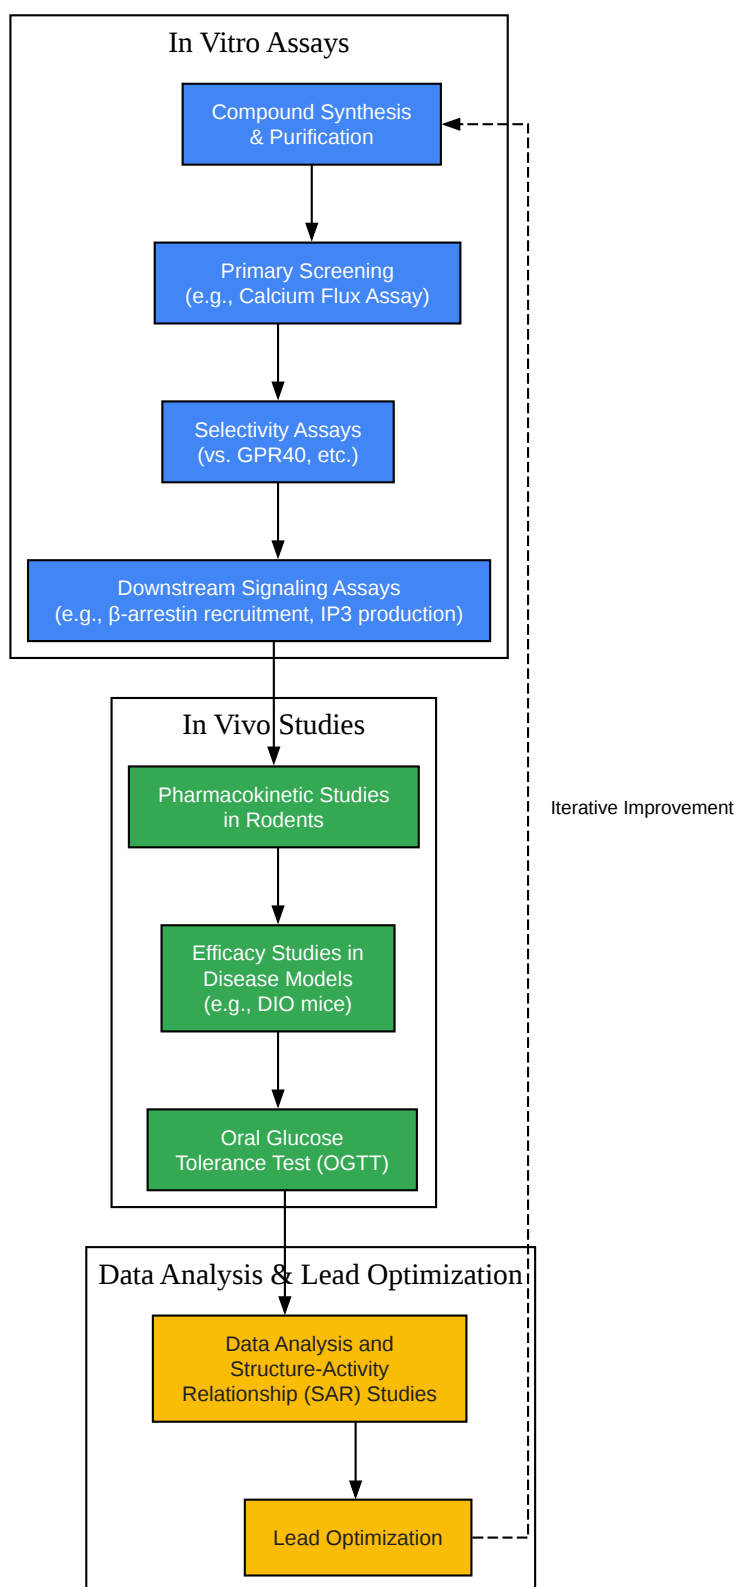 In Vitro Assays
Compound Synthesis
& Purification
Primary Screening
(e.g., Calcium Flux Assay)
Selectivity Assays
(vs. GPR40, etc.)
Downstream Signaling Assays
(e.g., β-arrestin recruitment, IP3 production)
In Vivo Studies
Pharmacokinetic Studies
in Rodents
Iterative Improvement
Efficacy Studies in
Disease Models
(e.g., DIO mice)
Oral Glucose
Tolerance Test (OGTT)
Data Analysis & Lead Optimization
Data Analysis and
Structure-Activity
Relationship (SAR) Studies
Lead Optimization